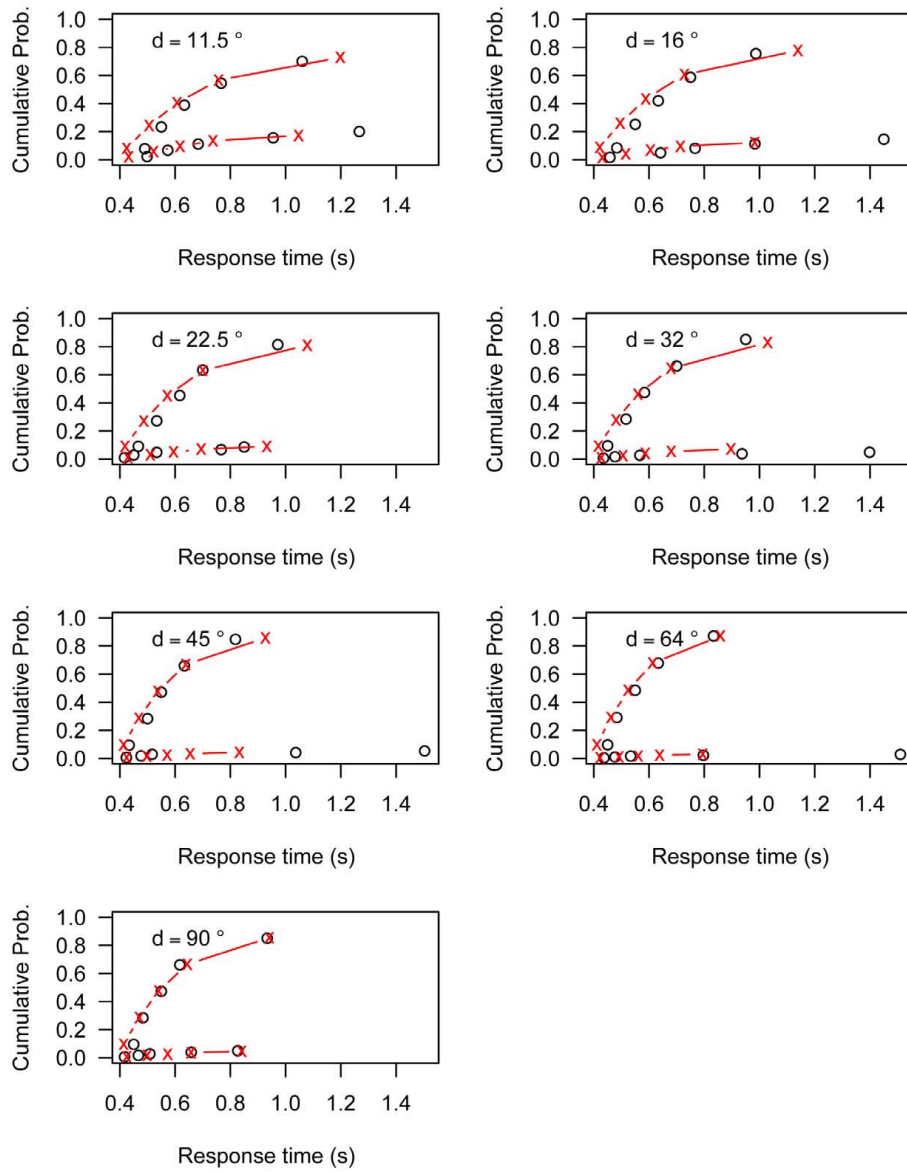 Cumulative Prob.
1.0
0.8
0.6
0.4
0.2
0.0
d = 11.5 °
0.4 0.6 0.8 1.0 1.2 1.4
Response time (s)
Cumulative Prob.
1.0
0.8
0.6
0.4
0.2
0.0
d = 16 °
0.4 0.6 0.8 1.0 1.2 1.4
Response time (s)
Cumulative Prob.
1.0
0.8
0.6
0.4
0.2
0.0
d = 22.5 °
0.4 0.6 0.8 1.0 1.2 1.4
Response time (s)
Cumulative Prob.
1.0
0.8
0.6
0.4
0.2
0.0
d = 32 °
0.4 0.6 0.8 1.0 1.2 1.4
Response time (s)
Cumulative Prob.
1.0
0.8
0.6
0.4
0.2
0.0
d = 45 °
0.4 0.6 0.8 1.0 1.2 1.4
Response time (s)
Cumulative Prob.
1.0
0.8
0.6
0.4
0.2
0.0
d = 64 °
0.4 0.6 0.8 1.0 1.2 1.4
Response time (s)
Cumulative Prob.
1.0
0.8
0.6
0.4
0.2
0.0
d = 90 °
0.4 0.6 0.8 1.0 1.2 1.4
Response time (s)